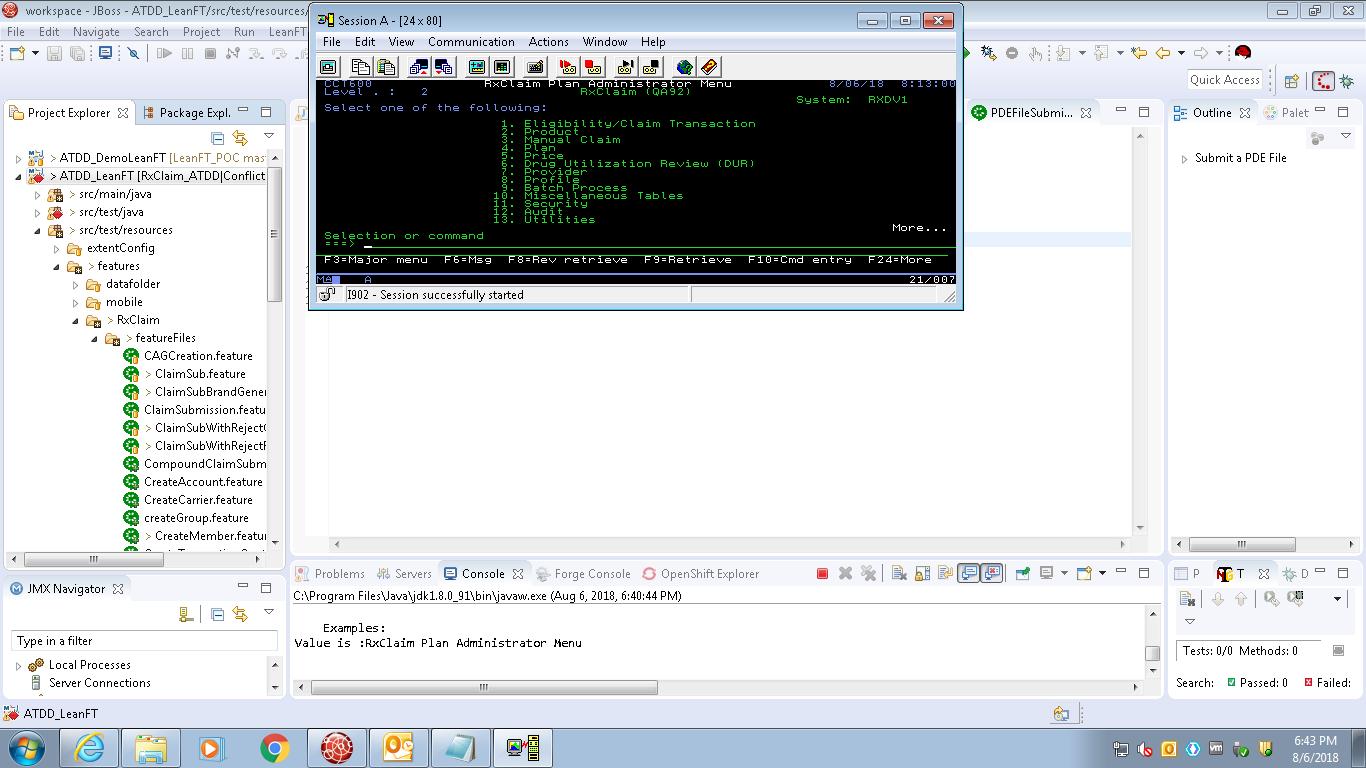 workspace - JBoss - ATDD_LeanFT/src/test/resources/
File Edit Navigate Search Project Run LeanFT
Quick Access
Session A - [24 x 80]
File Edit View Communication Actions Window Help
CCT600 RxClaim Plan Administrator Menu 8/06/18 8:13:00
Level . : 2 RxClaim (QA92)
System: RXDV1
Select one of the following:
1. Eligibility/Claim Transaction
2. Product
3. Manual Claim
4. Plan
5. Price
6. Drug Utilization Review (DUR)
7. Provider
8. Profile
9. Batch Process
10. Miscellaneous Tables
11. Security
12. Audit
13. Utilities
More...
Selection or command
===>
F3=Major menu F6=Msg F8=Rev retrieve F9=Retrieve F10=Cmd entry F24=More
MA A 21/007
I902 - Session successfully started
Project Explorer Package Expl.
> ATDD_DemoLeanFT [LeanFT_POC mas
> ATDD_LeanFT [RxClaim_ATDD|Conflict
> src/main/java
> src/test/java
> src/test/resources
extentConfig
> features
datafolder
mobile
> RxClaim
> featureFiles
CAGCreation.feature
> ClaimSub.feature
> ClaimSubBrandGener
ClaimSubmission.featu
> ClaimSubWithReject
> ClaimSubWithReject
CompoundClaimSubm
CreateAccount.feature
CreateCarrier.feature
createGroup.feature
> CreateMember.featur
PDEFileSubmi...
Outline Palet
Submit a PDE File
JMX Navigator
Type in a filter
Local Processes
Server Connections
Problems Servers Console Forge Console OpenShift Explorer
C:\Program Files\Java\jdk1.8.0_91\bin\javaw.exe (Aug 6, 2018, 6:40:44 PM)
Examples:
Value is :RxClaim Plan Administrator Menu
P T D
Tests: 0/0 Methods: 0
Search: Passed: 0 Failed:
ATDD_LeanFT
6:43 PM
8/6/2018